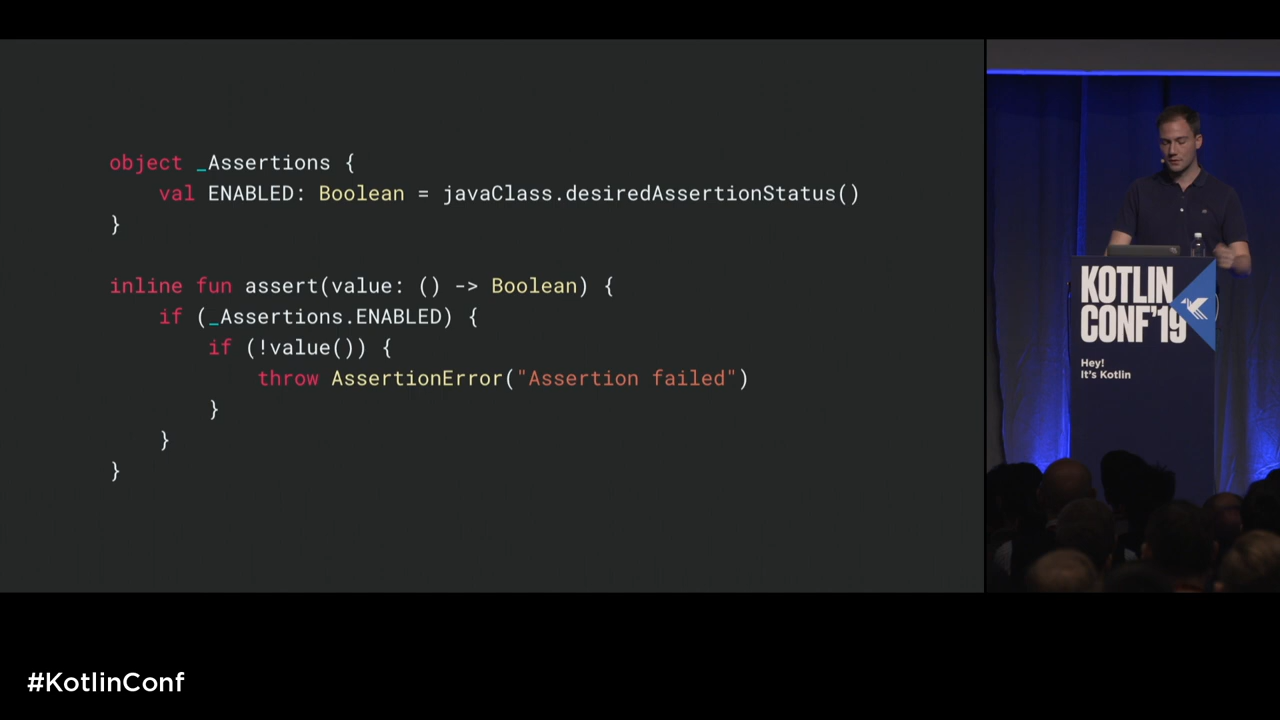 object _Assertions {
    val ENABLED: Boolean = javaClass.desiredAssertionStatus()
}
inline fun assert(value: () -> Boolean) {
    if (_Assertions.ENABLED) {
        if (!value()) {
            throw AssertionError("Assertion failed")
        }
    }
}
KOTLIN
CONF'19
Hey!
It's Kotlin
#KotlinConf